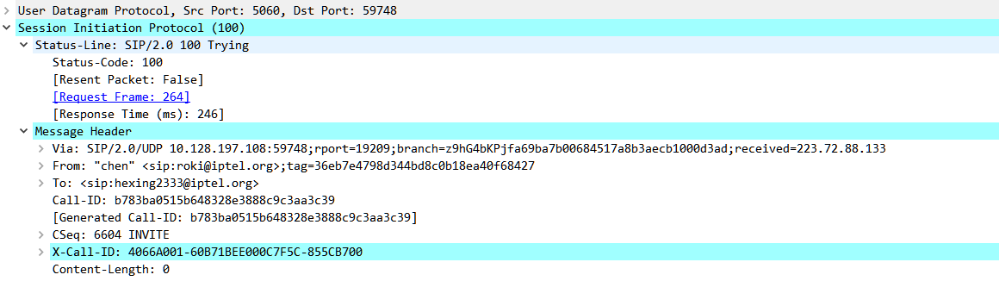 User Datagram Protocol, Src Port: 5060, Dst Port: 59748
Session Initiation Protocol (100)
Status-Line: SIP/2.0 100 Trying
Status-Code: 100
[Resent Packet: False]
[Request Frame: 264]
[Response Time (ms): 246]
Message Header
Via: SIP/2.0/UDP 10.128.197.108:59748;rport=19209;branch=z9hG4bKPjfa69ba7b00684517a8b3aecb1000d3ad;received=223.72.88.133
From: "chen" <sip:roki@iptel.org>;tag=36eb7e4798d344bd8c0b18ea40f68427
To: <sip:hexing2333@iptel.org>
Call-ID: b783ba0515b648328e3888c9c3aa3c39
[Generated Call-ID: b783ba0515b648328e3888c9c3aa3c39]
CSeq: 6604 INVITE
X-Call-ID: 4066A001-60B71BEE000C7F5C-855CB700
Content-Length: 0